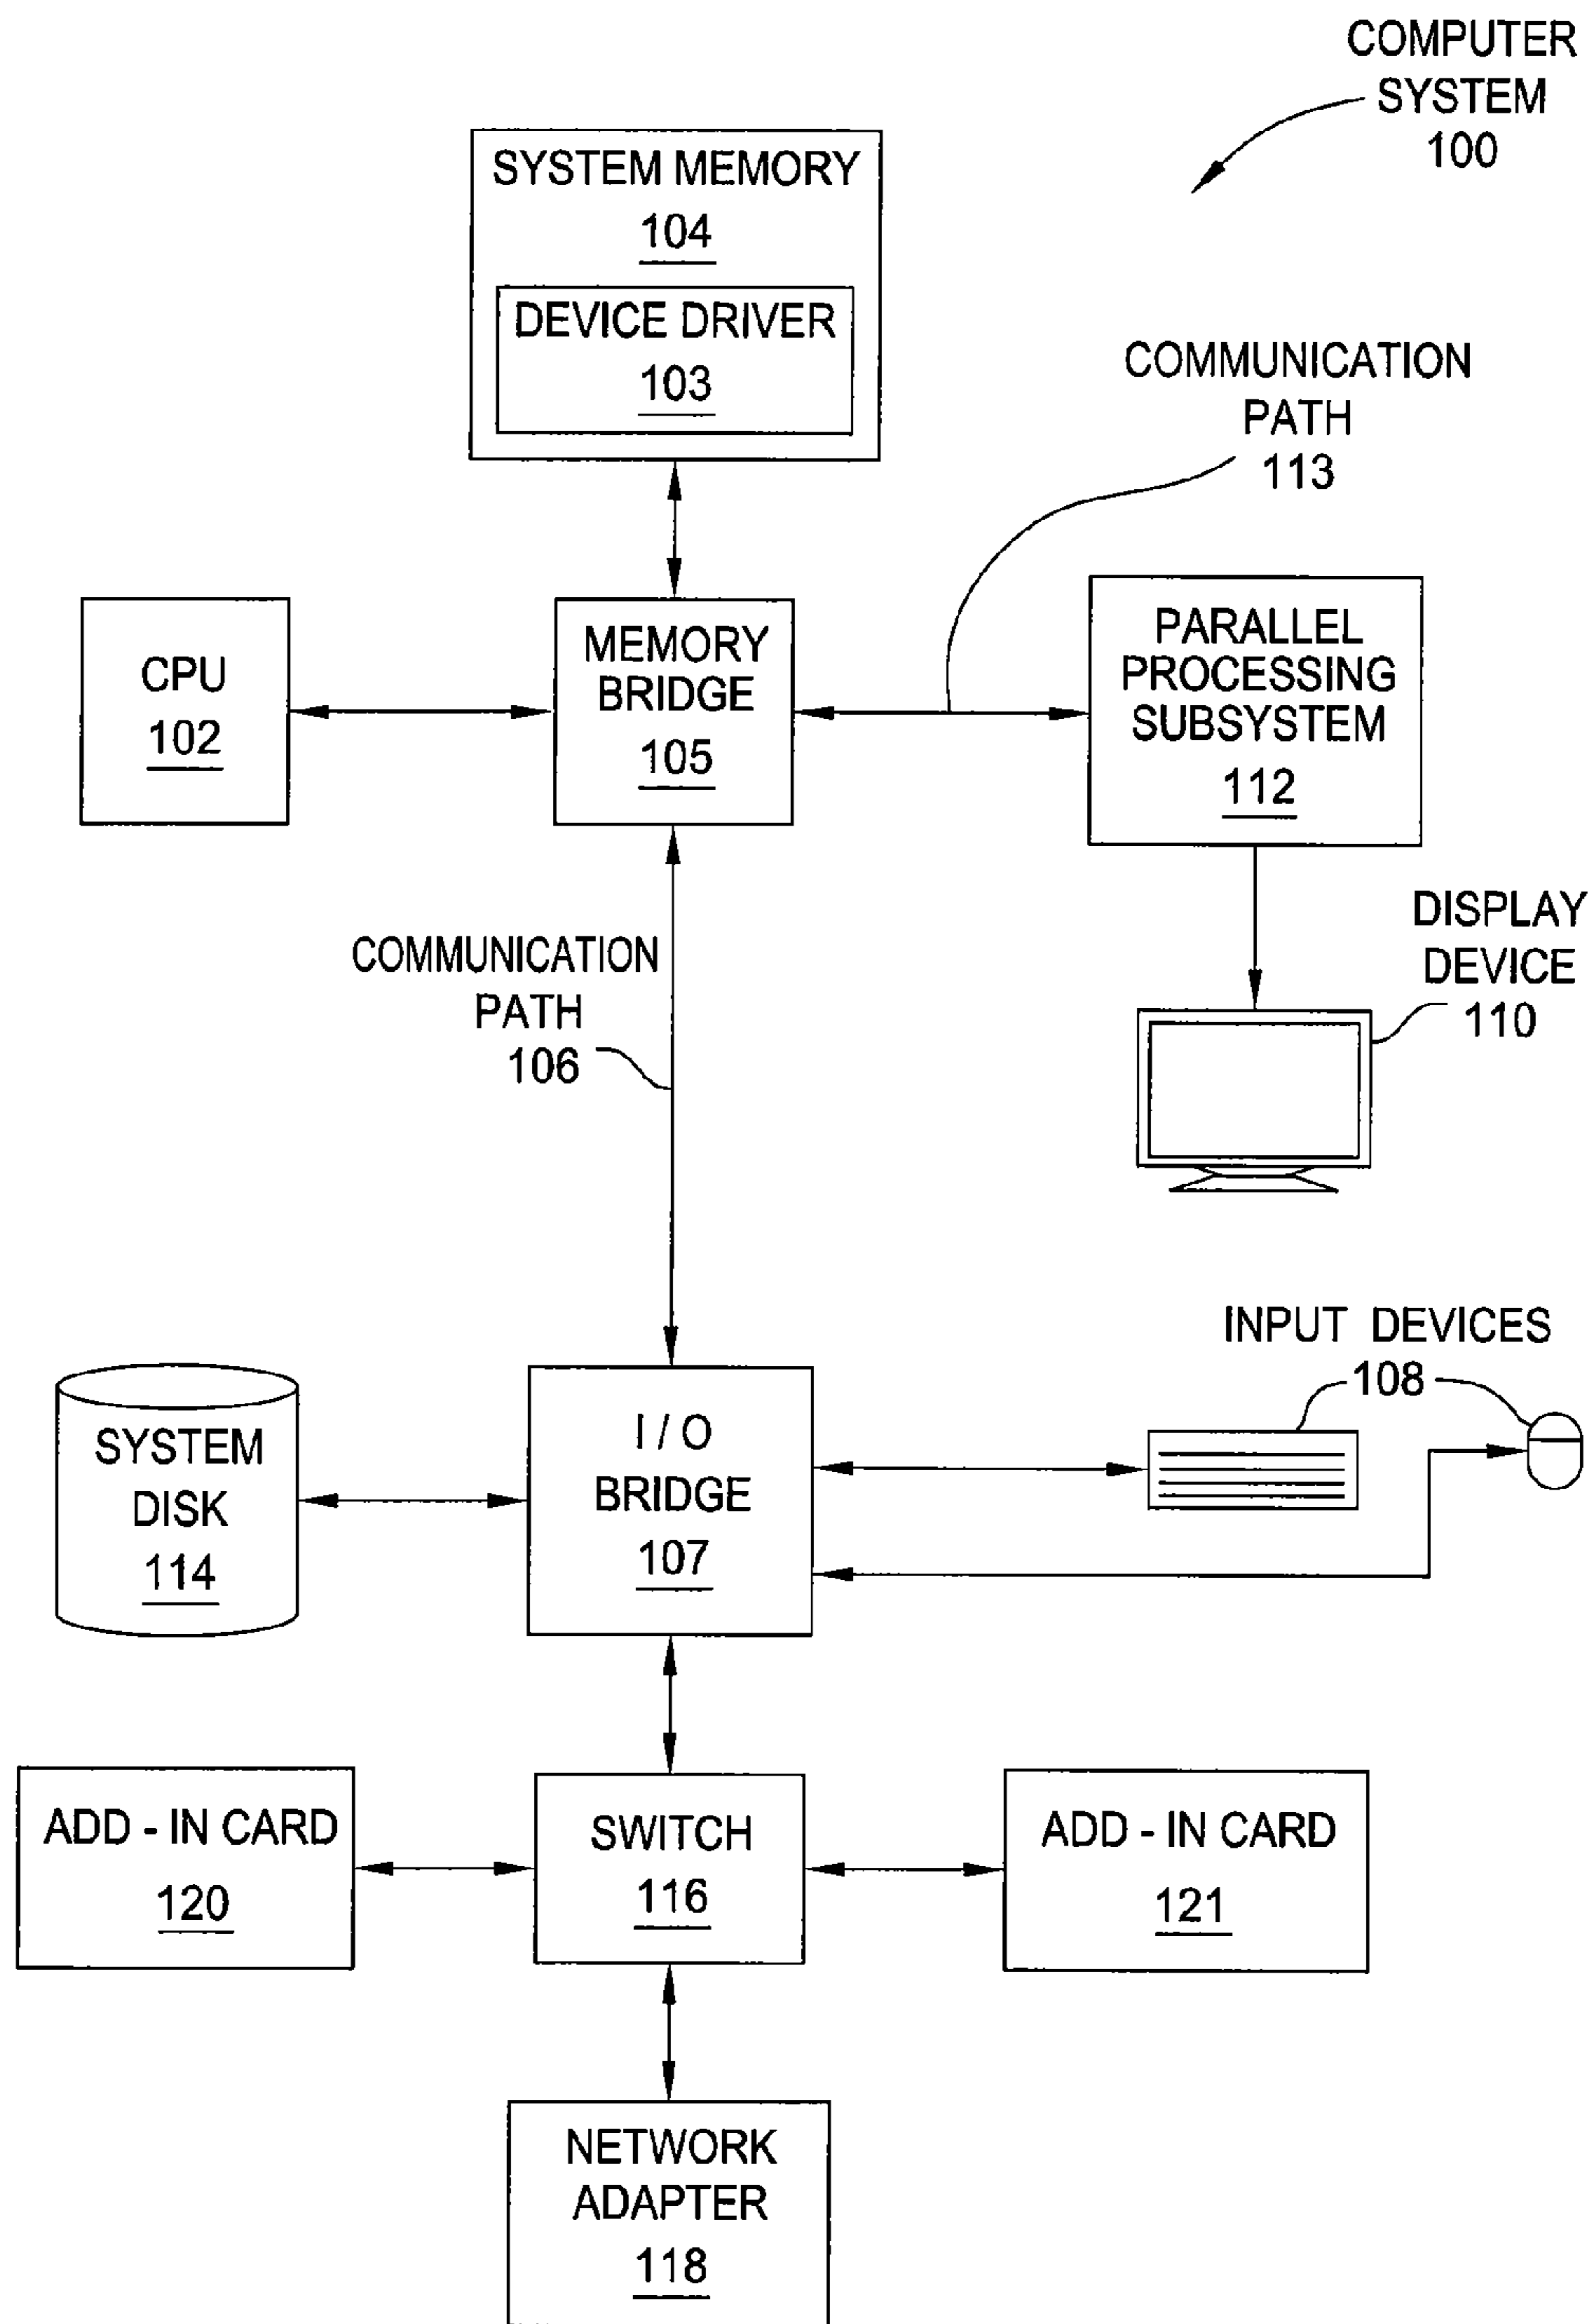 COMPUTER
SYSTEM
100
SYSTEM MEMORY
104
DEVICE DRIVER
103
COMMUNICATION
PATH
113
CPU
102
MEMORY
BRIDGE
105
PARALLEL
PROCESSING
SUBSYSTEM
112
COMMUNICATION
PATH
106
DISPLAY
DEVICE
110
INPUT DEVICES
108
SYSTEM
DISK
114
I / O
BRIDGE
107
ADD - IN CARD
120
SWITCH
116
ADD - IN CARD
121
NETWORK
ADAPTER
118